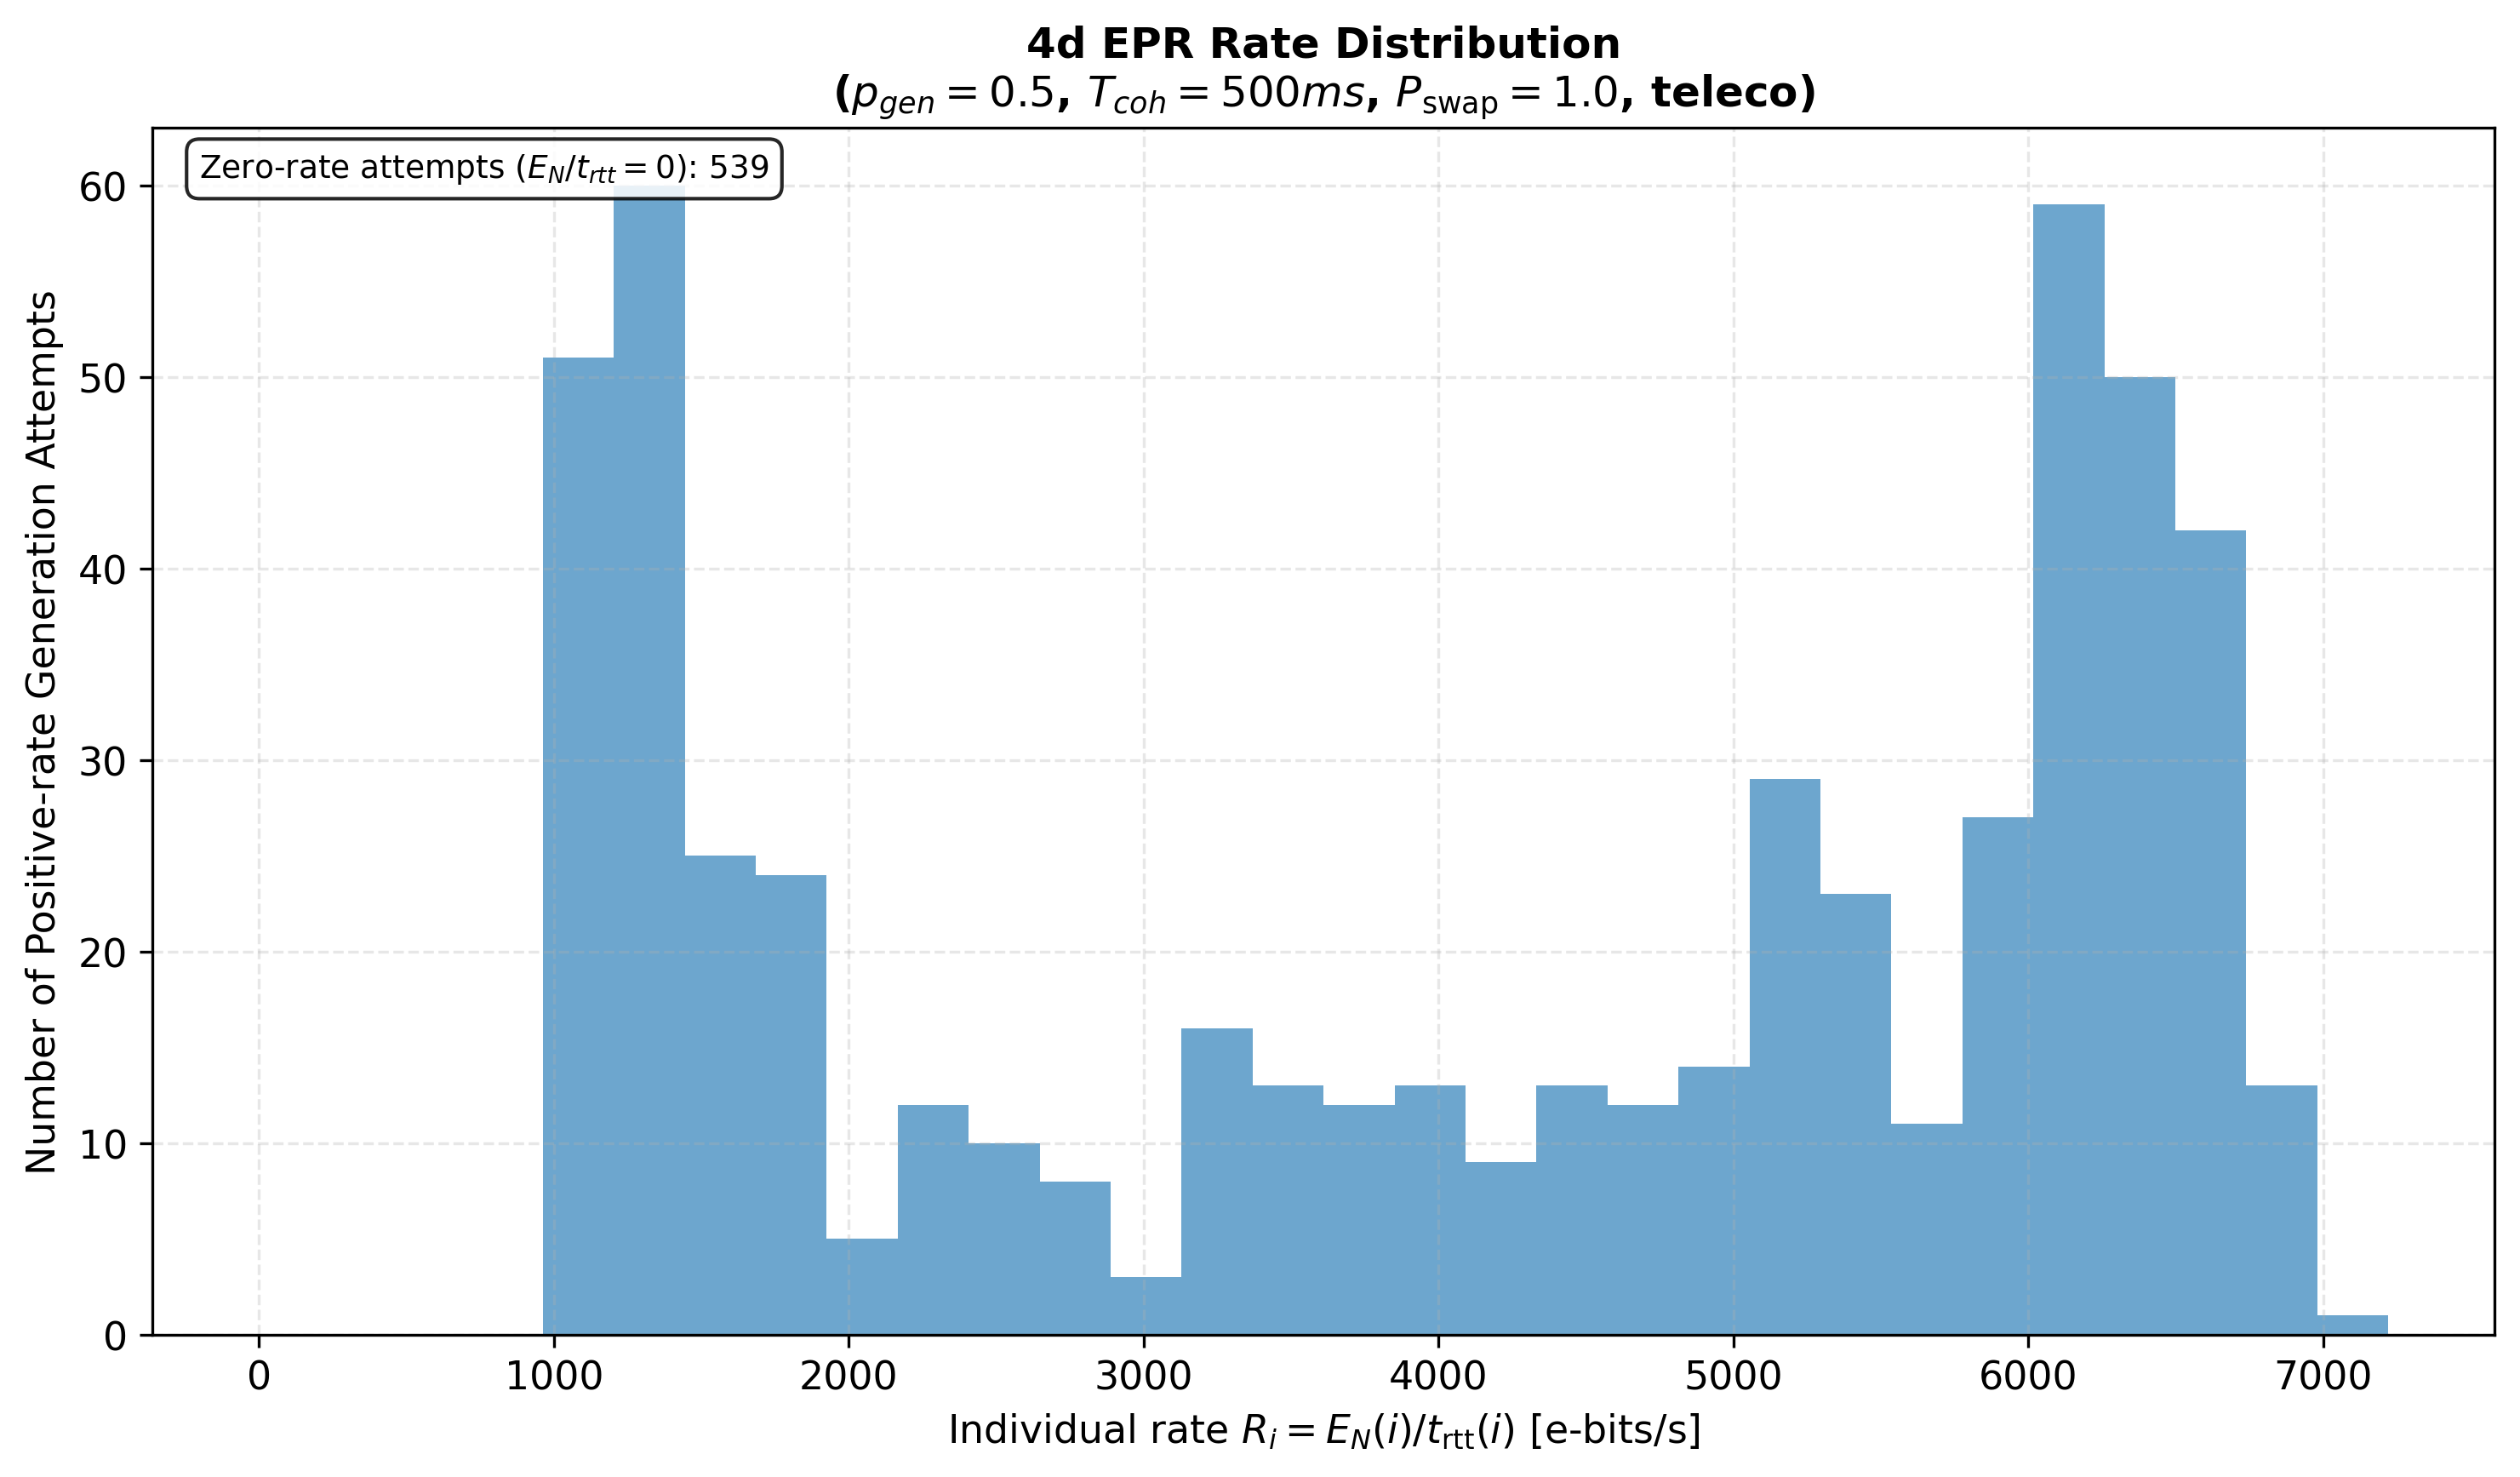 4d EPR Rate Distribution
(p_gen = 0.5, T_coh = 500ms, P_swap = 1.0, teleco)
Zero-rate attempts (E_N/t_rtt = 0): 539
Number of Positive-rate Generation Attempts
60
50
40
30
20
10
0
0 1000 2000 3000 4000 5000 6000 7000
Individual rate R_i = E_N(i)/t_rtt(i) [e-bits/s]